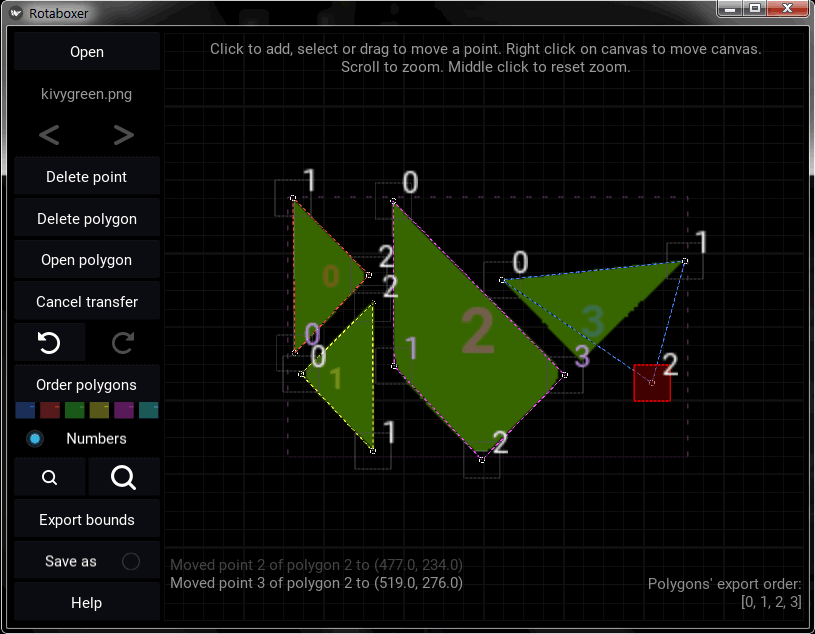 Rotaboxer
Open
Click to add, select or drag to move a point. Right click on canvas to move canvas.
Scroll to zoom. Middle click to reset zoom.
kivygreen.png
< >
Delete point
Delete polygon
Open polygon
Cancel transfer
Order polygons
Numbers
Export bounds
Save as
Help
1
0
2
2
0
1
0
1
0
0
1
1
2
3
3
2
1
2
Moved point 2 of polygon 2 to (477.0, 234.0)
Moved point 3 of polygon 2 to (519.0, 276.0)
Polygons' export order:
[0, 1, 2, 3]